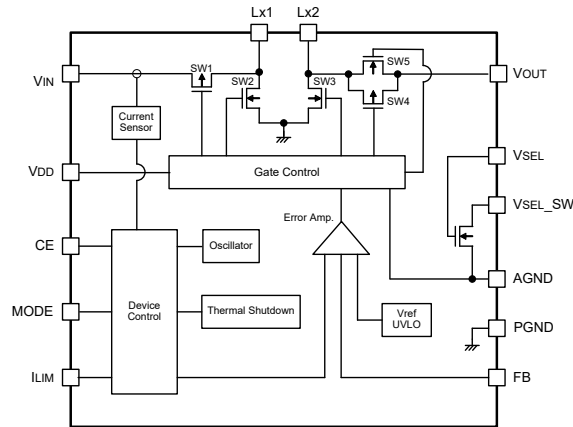 Lx1 Lx2
VIN
SW1
SW2
SW3
SW5
SW4
VOUT
Current
Sensor
VDD
Gate Control
VSEL
VSEL_SW
Error Amp.
CE
Oscillator
AGND
MODE
Device
Control
Thermal Shutdown
Vref
UVLO
PGND
ILIM
FB